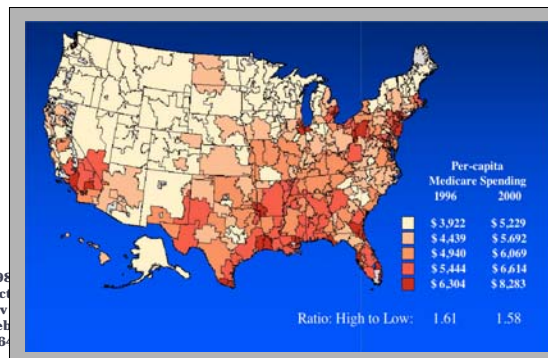 Per-capita
Medicare Spending
1996 2000
$ 3,922 $ 5,229
$ 4,439 $ 5.692
$ 4,940 $ 6,069
$ 5,444 $ 6,614
$ 6,304 $ 8,283
Ratio: High to Low: 1.61 1.58